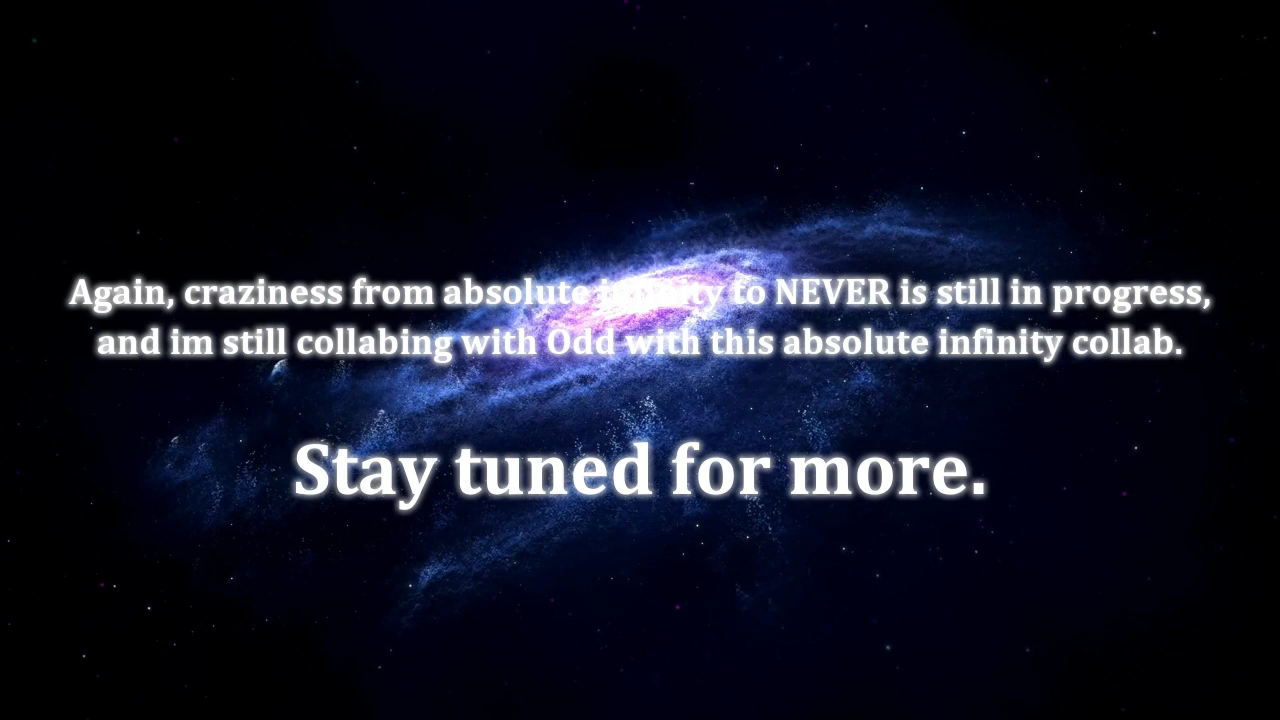 Again, craziness from absolute infinity to NEVER is still in progress,
and im still collabing with Odd with this absolute infinity collab.
Stay tuned for more.